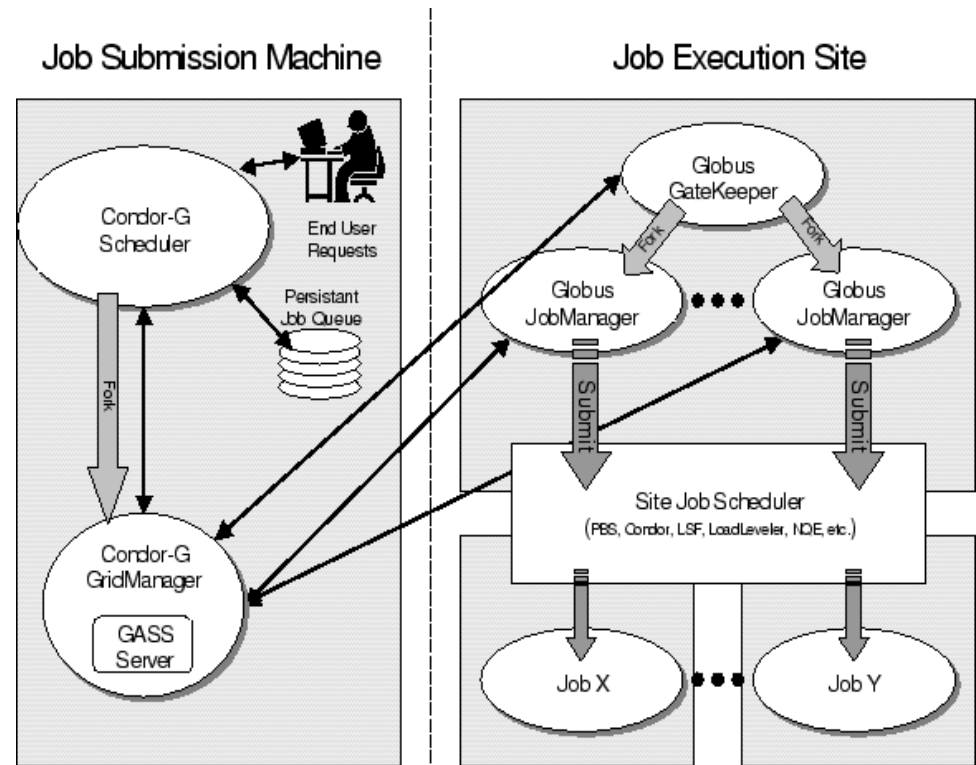 Job Submission Machine
Job Execution Site
Condor-G
Scheduler
End User
Requests
Persistant
Job Queue
Fork
Condor-G
GridManager
GASS
Server
Globus
GateKeeper
Fork
Fork
Globus
JobManager
Globus
JobManager
Submit
Submit
Site Job Scheduler
(PBS, Condor, LSF, LoadLeveler, NQE, etc.)
Job X
Job Y